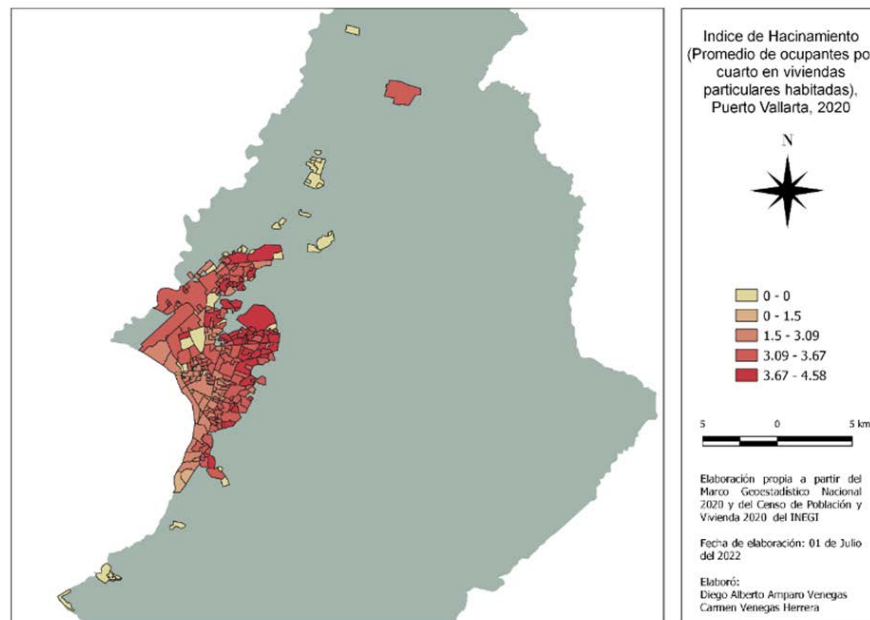 Indice de Hacinamiento
(Promedio de ocupantes po
cuarto en viviendas
particulares habitadas),
Puerto Vallarta, 2020
N
0 - 0
0 - 1.5
1.5 - 3.09
3.09 - 3.67
3.67 - 4.58
5 0 5 km
Elaboración propia a partir del
Marco Geoestadístico Nacional
2020 y del Censo de Población y
Vivienda 2020 del INEGI
Fecha de elaboración: 01 de Julio
del 2022
Elaboró:
Diego Alberto Amparo Venegas
Carmen Venegas Herrera